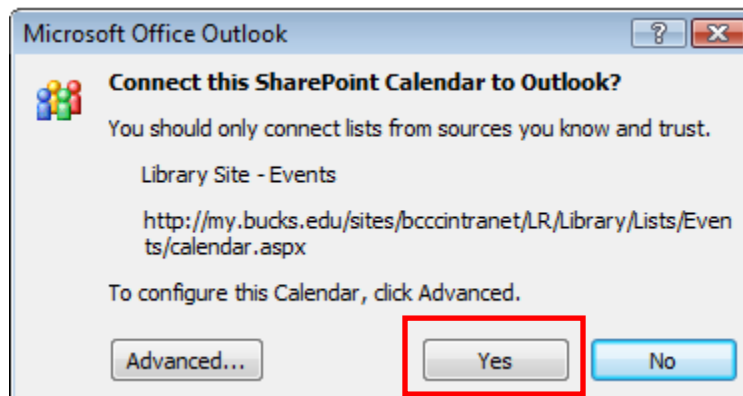 Microsoft Office Outlook
Connect this SharePoint Calendar to Outlook?
You should only connect lists from sources you know and trust.
Library Site - Events
http://my.bucks.edu/sites/bcccintranet/LR/Library/Lists/Even
ts/calendar.aspx
To configure this Calendar, click Advanced.
Advanced... Yes No